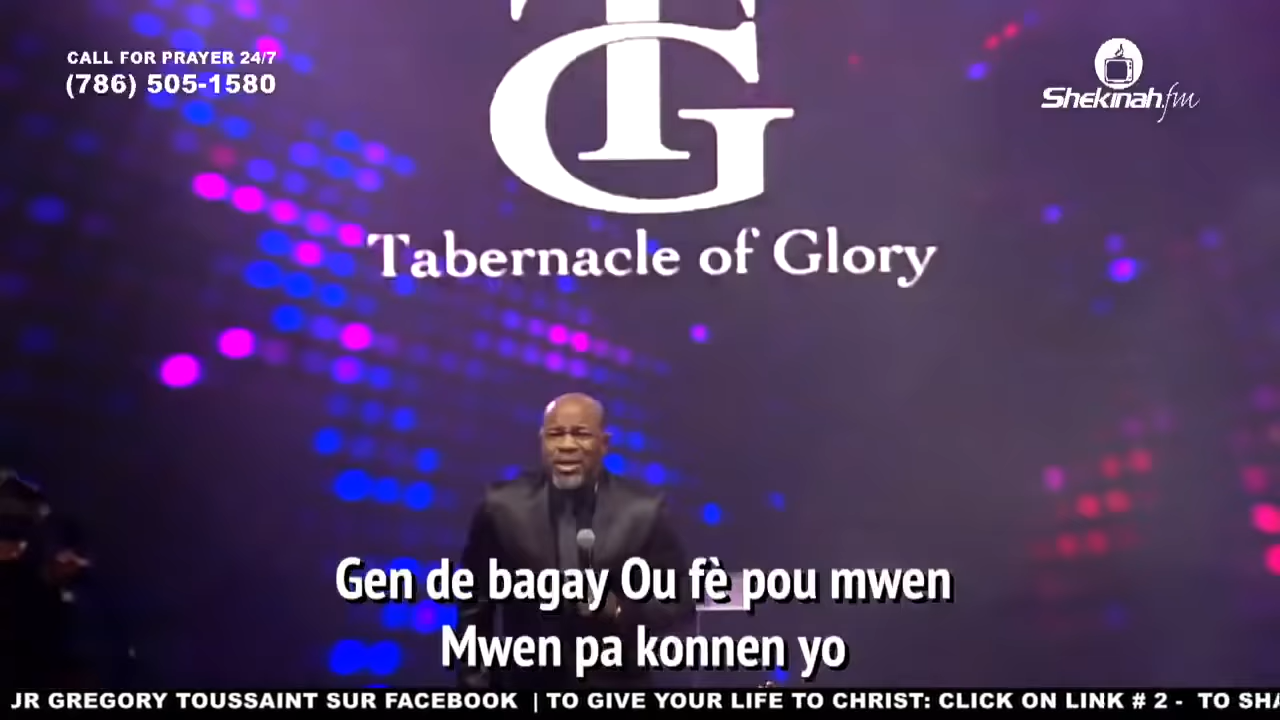 CALL FOR PRAYER 24/7
(786) 505-1580
TG
Shekinah.fm
Tabernacle of Glory
Gen de bagay Ou fè pou mwen
Mwen pa konnen yo
JR GREGORY TOUSSAINT SUR FACEBOOK | TO GIVE YOUR LIFE TO CHRIST: CLICK ON LINK # 2 - TO SHA